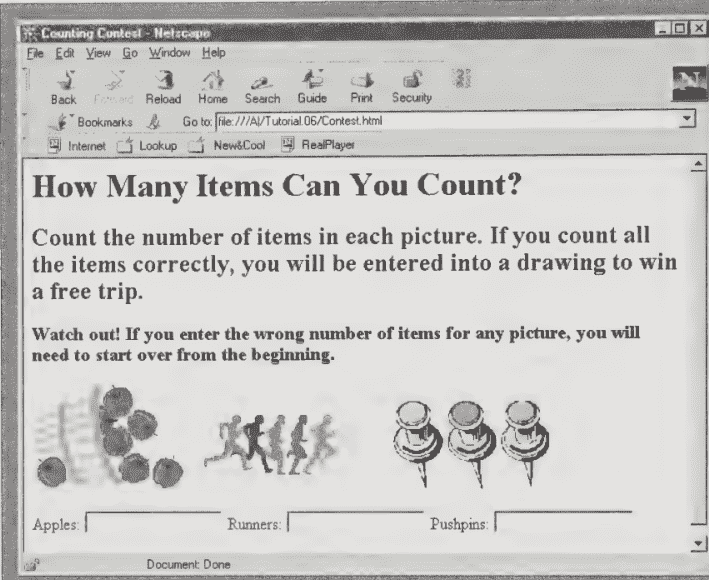 Counting Contest - Netscape
File Edit View Go Window Help
Back Forward Reload Home Search Guide Print Security
N
Bookmarks Go to: file:///A|/Tutorial.06/Contest.html
Internet Lookup New&Cool RealPlayer
How Many Items Can You Count?
Count the number of items in each picture. If you count all
the items correctly, you will be entered into a drawing to win
a free trip.
Watch out! If you enter the wrong number of items for any picture, you will
need to start over from the beginning.
Apples: Runners: Pushpins:
Document: Done